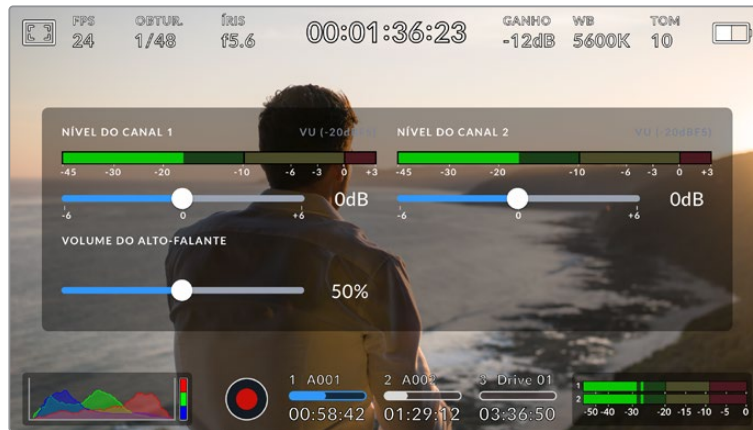 FPS OBTUR. ÍRIS GANHO WB TOM
24 1/48 f5.6 00:01:36:23 -12dB 5600K 10
NÍVEL DO CANAL 1 VU (-20dBFS) NÍVEL DO CANAL 2 VU (-20dBFS)
-45 -30 -20 -10 -6 -3 0 +3 -45 -30 -20 -10 -6 -3 0 +3
0dB 0dB
-6 0 +6 -6 0 +6
VOLUME DO ALTO-FALANTE
50%
1 A001 2 A002 3 Drive 01
00:58:42 01:29:12 03:36:50
1
2
-50 -40 -30 -20 -15 -10 -5 0